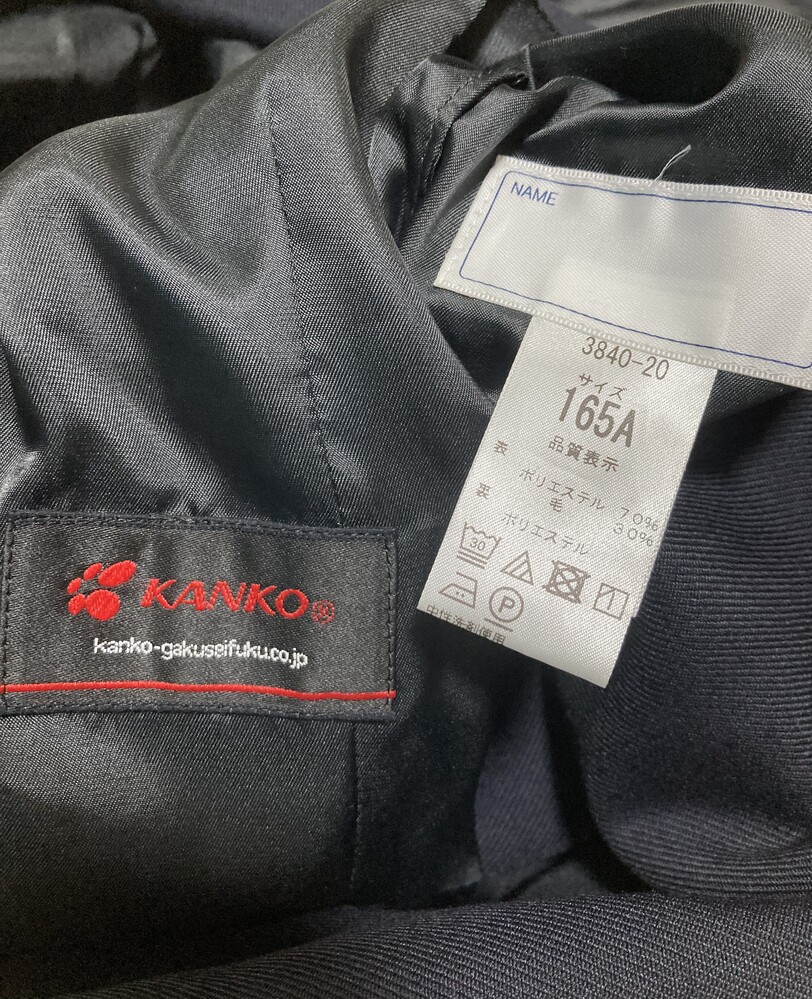 NAME
3840-20
サイズ
165A
品質表示
表 ポリエステル 70%
毛 30%
裏 ポリエステル
30
P
中性洗剤使用
KANKO®
kanko-gakuseifuku.co.jp